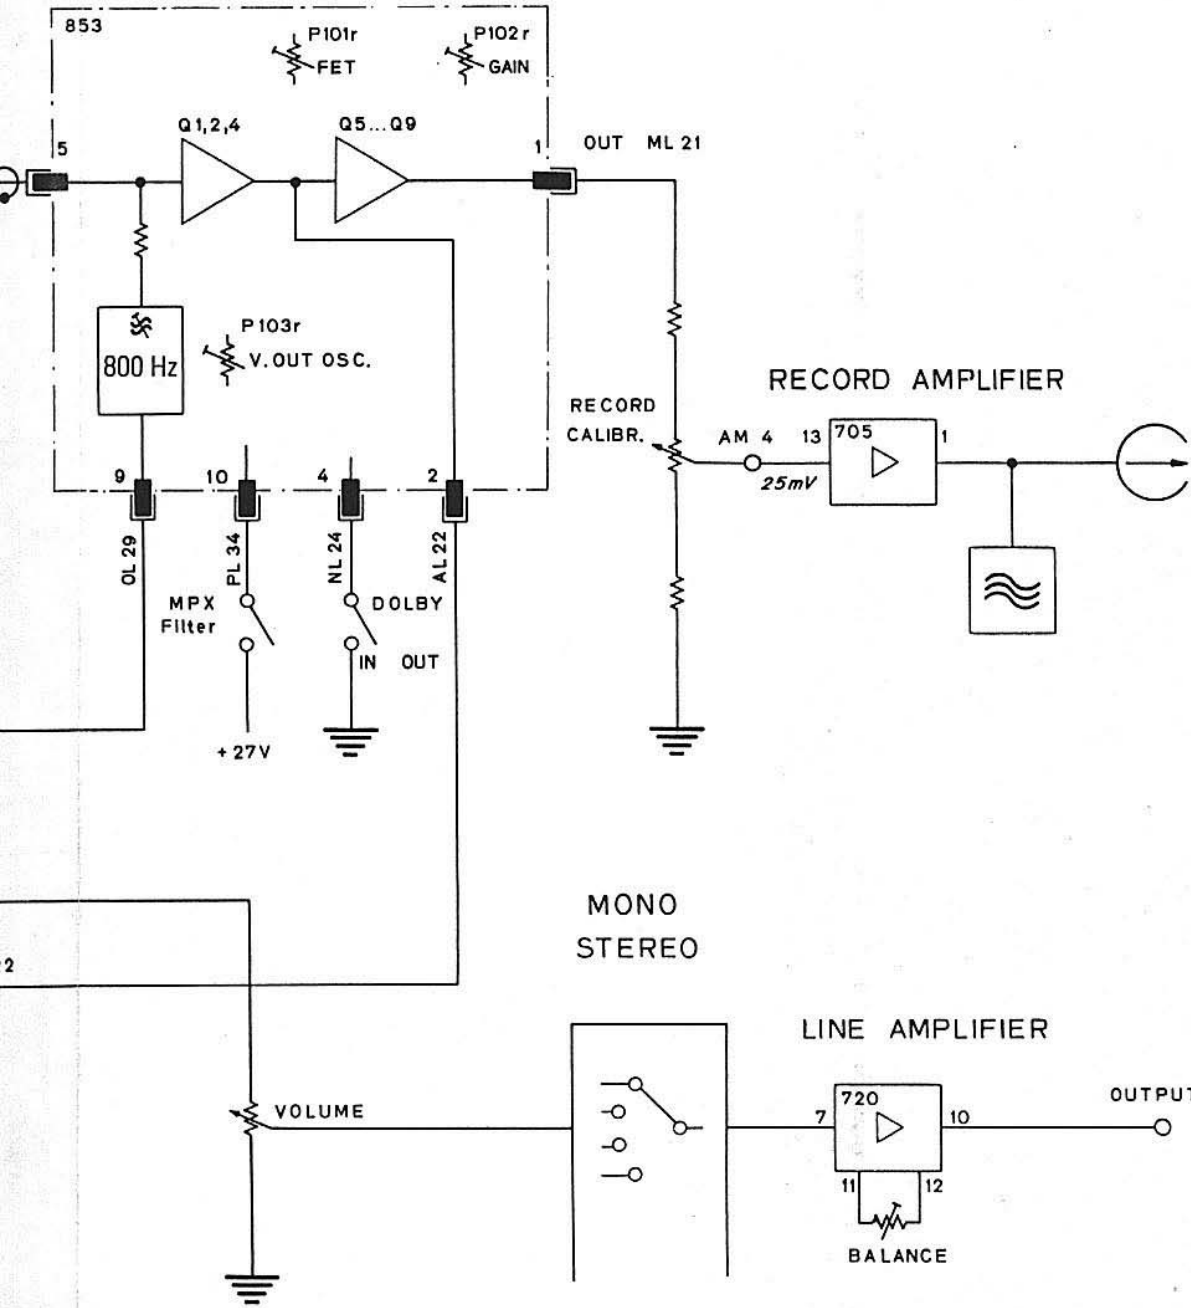 853
P101r
FET
P102r
GAIN
Q1,2,4
Q5...Q9
5
1
OUT ML 21
800 Hz
P103r
V.OUT OSC.
RECORD AMPLIFIER
RECORD
CALIBR.
AM 4
13
705
1
25mV
9
10
4
2
OL 29
PL 34
NL 24
AL 22
MPX
Filter
DOLBY
IN OUT
+27V
MONO
STEREO
LINE AMPLIFIER
VOLUME
7
720
10
OUTPUT
11
12
BALANCE